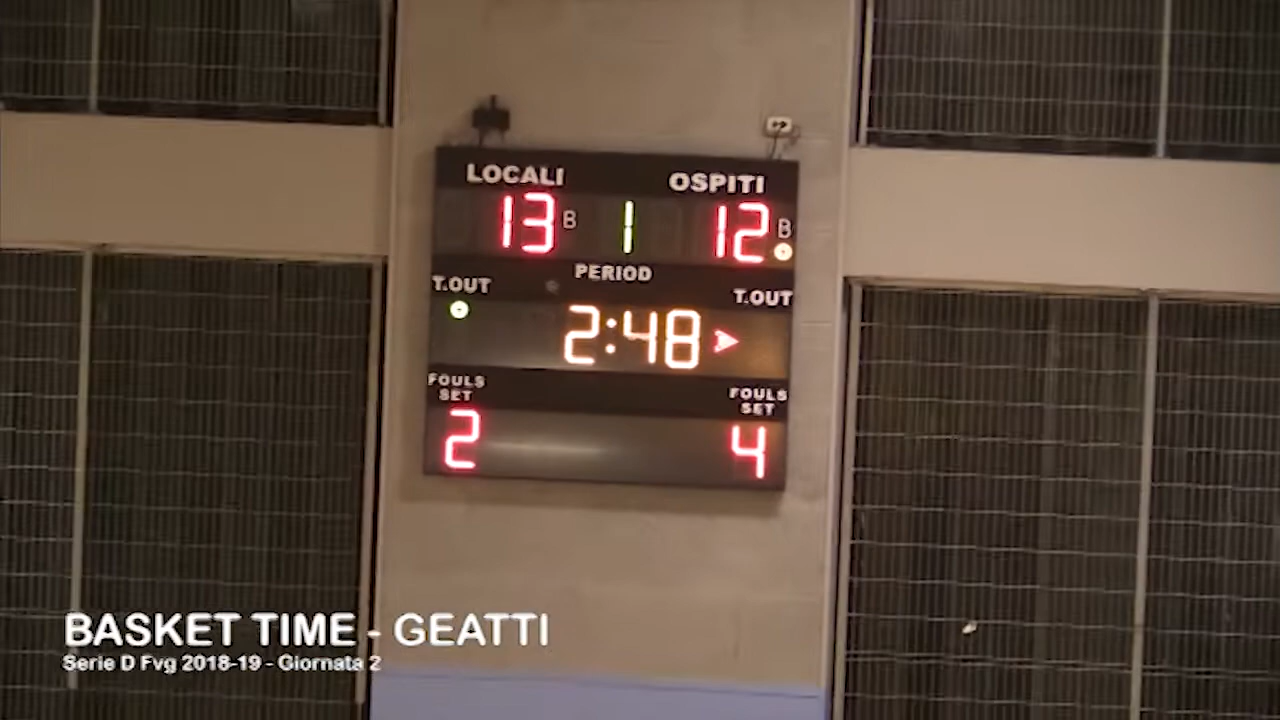 LOCALI OSPITI
13 B 1 12 B
PERIOD
T.OUT T.OUT
2:48
FOULS SET FOULS SET
2 4
BASKET TIME - GEATTI
Serie D Fvg 2018-19 - Giornata 2